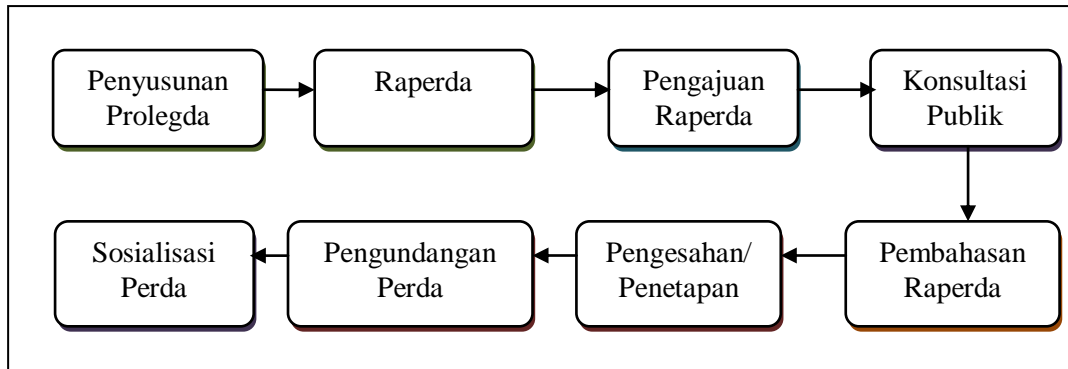 Penyusunan
Prolegda
Raperda
Pengajuan
Raperda
Konsultasi
Publik
Pembahasan
Raperda
Pengesahan/
Penetapan
Pengundangan
Perda
Sosialisasi
Perda